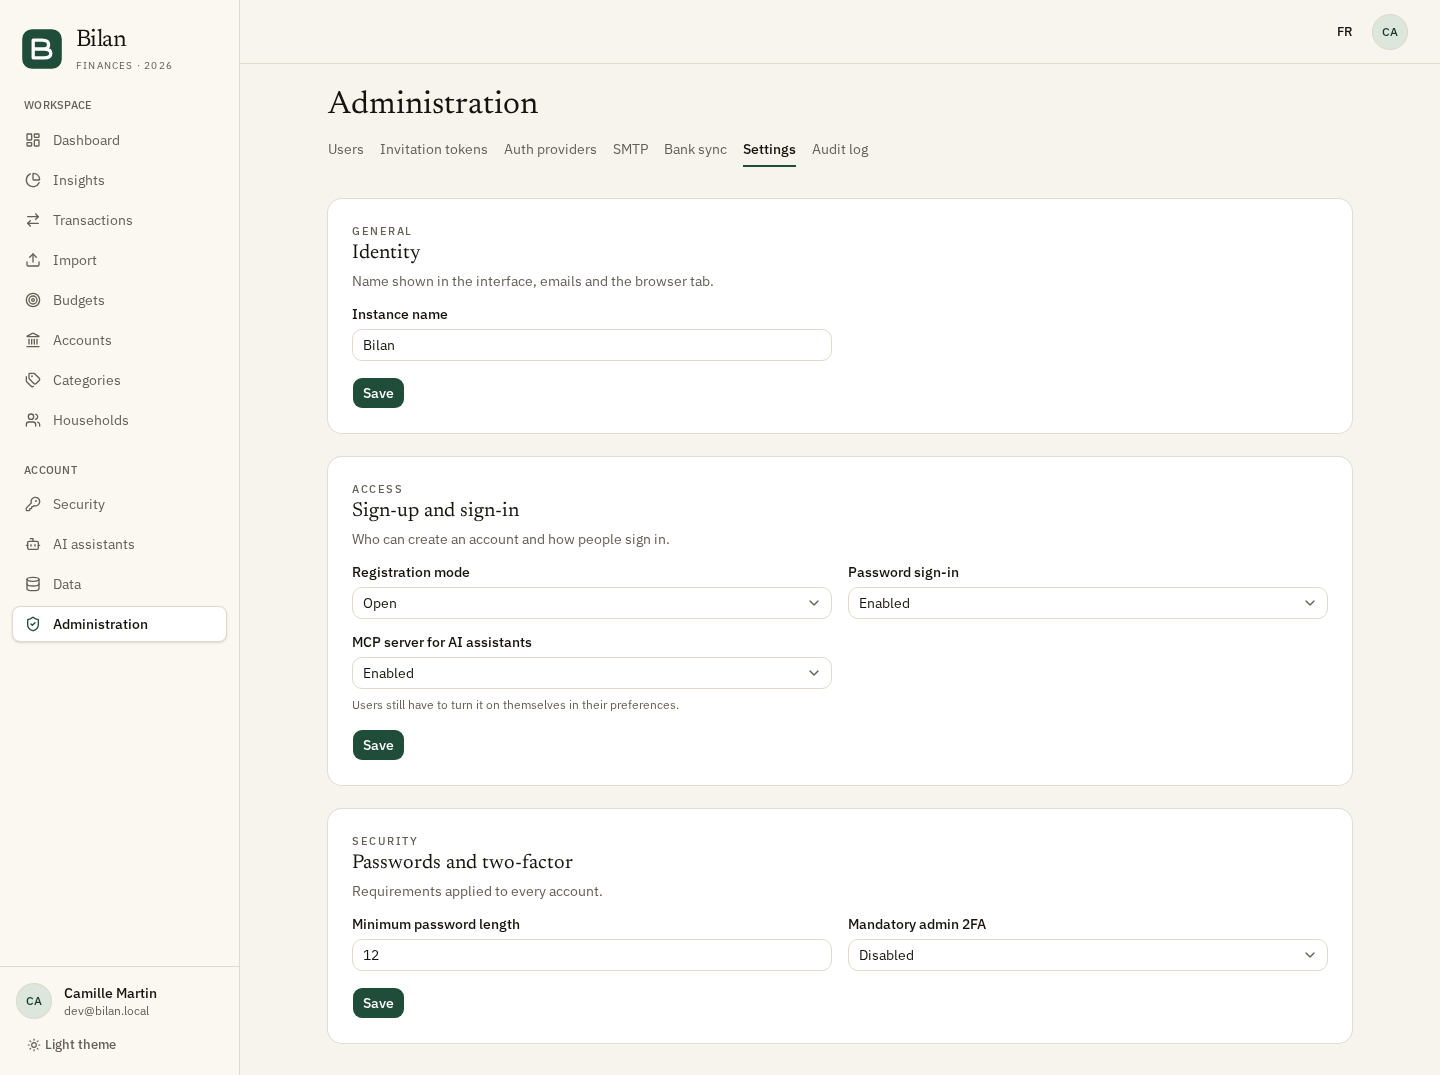 Bilan
FINANCES · 2026
WORKSPACE
Dashboard
Insights
Transactions
Import
Budgets
Accounts
Categories
Households
ACCOUNT
Security
AI assistants
Data
Administration
CA
Camille Martin
dev@bilan.local
Light theme
FR
CA
Administration
Users Invitation tokens Auth providers SMTP Bank sync Settings Audit log
GENERAL
Identity
Name shown in the interface, emails and the browser tab.
Instance name
Bilan
Save
ACCESS
Sign-up and sign-in
Who can create an account and how people sign in.
Registration mode
Open
Password sign-in
Enabled
MCP server for AI assistants
Enabled
Users still have to turn it on themselves in their preferences.
Save
SECURITY
Passwords and two-factor
Requirements applied to every account.
Minimum password length
12
Mandatory admin 2FA
Disabled
Save